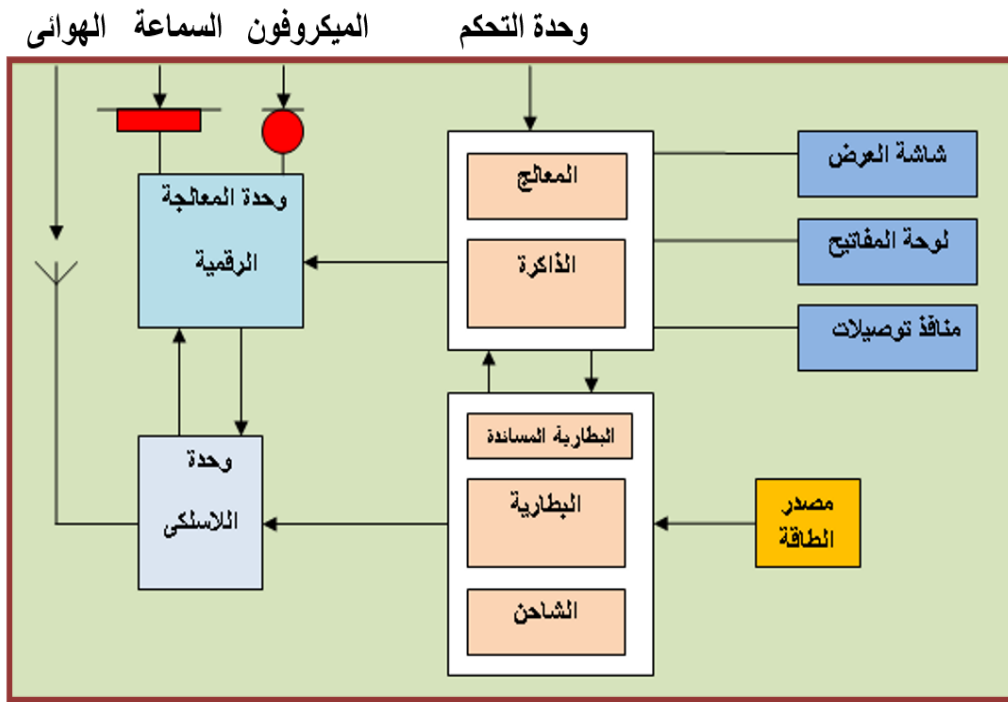 وحدة التحكم
الميكروفون
السماعة
الهوائى
شاشة العرض
لوحة المفاتيح
منافذ توصيلات
المعالج
الذاكرة
وحدة المعالجة
الرقمية
البطارية المساندة
البطارية
الشاحن
مصدر
الطاقة
وحدة
اللاسلكى